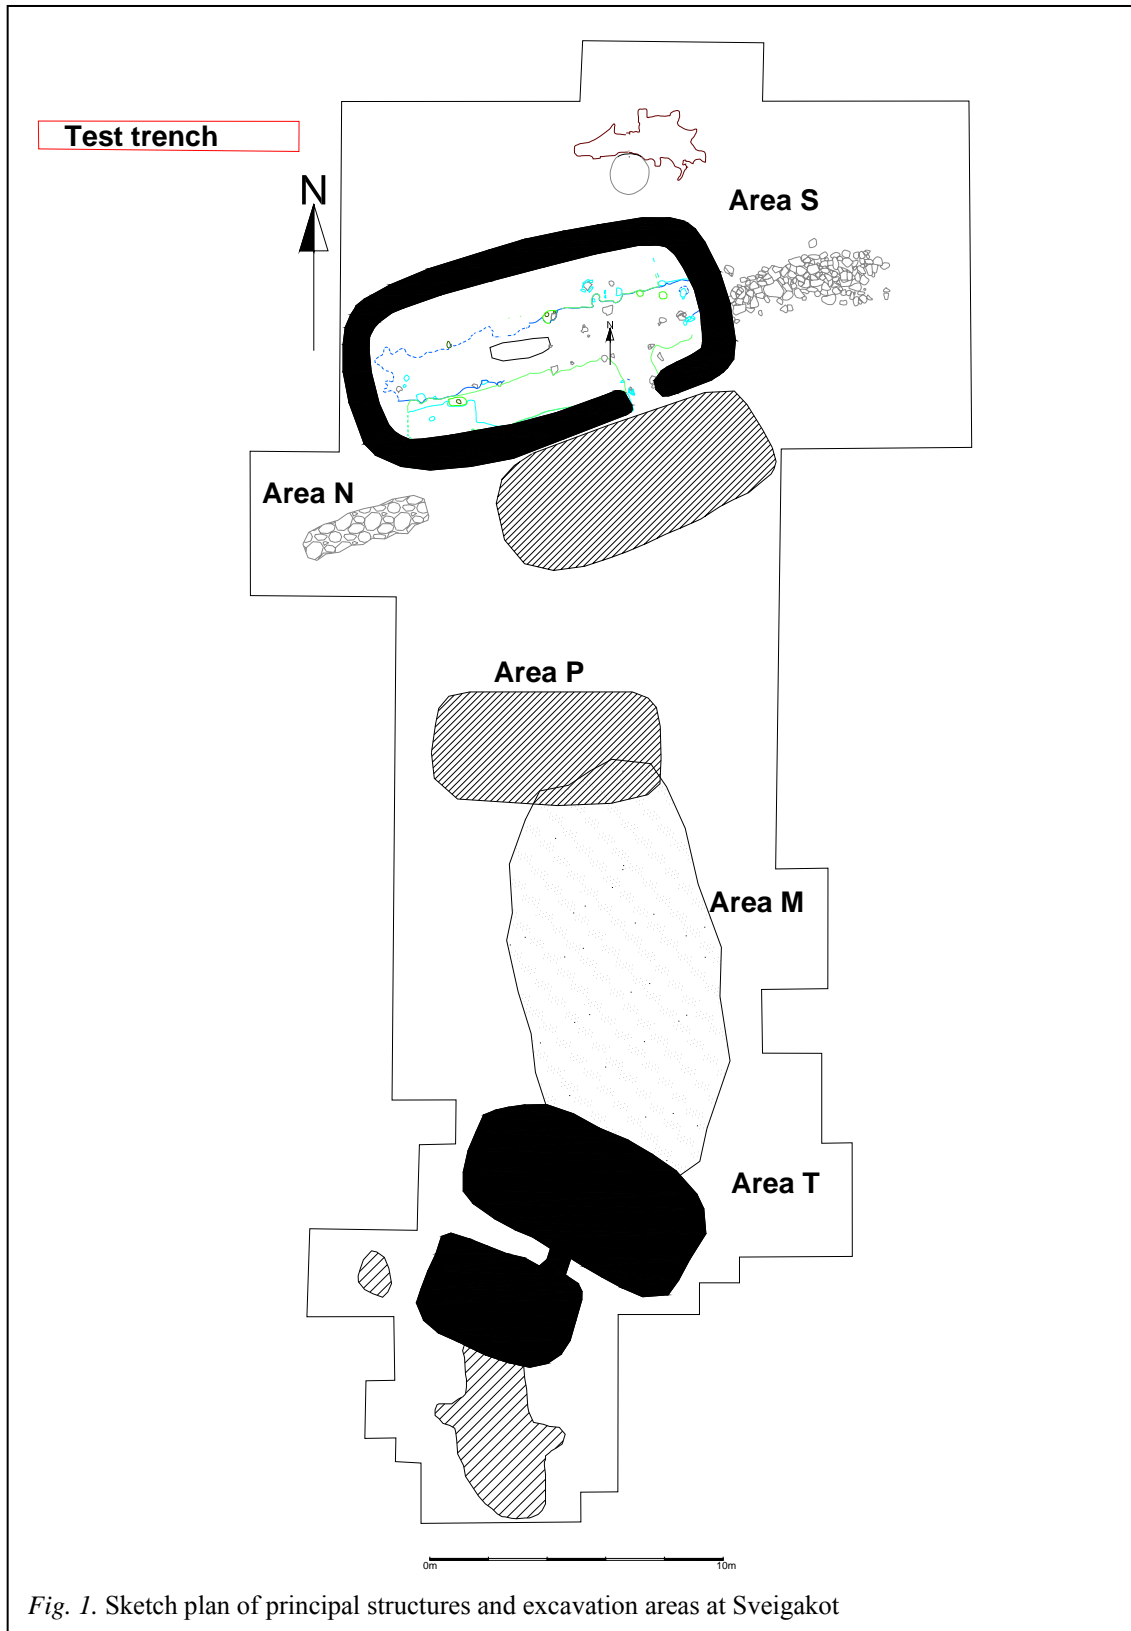 Test trench
N
Area S
N
Area N
Area P
Area M
Area T
0m 10m
Fig. 1. Sketch plan of principal structures and excavation areas at Sveigakot